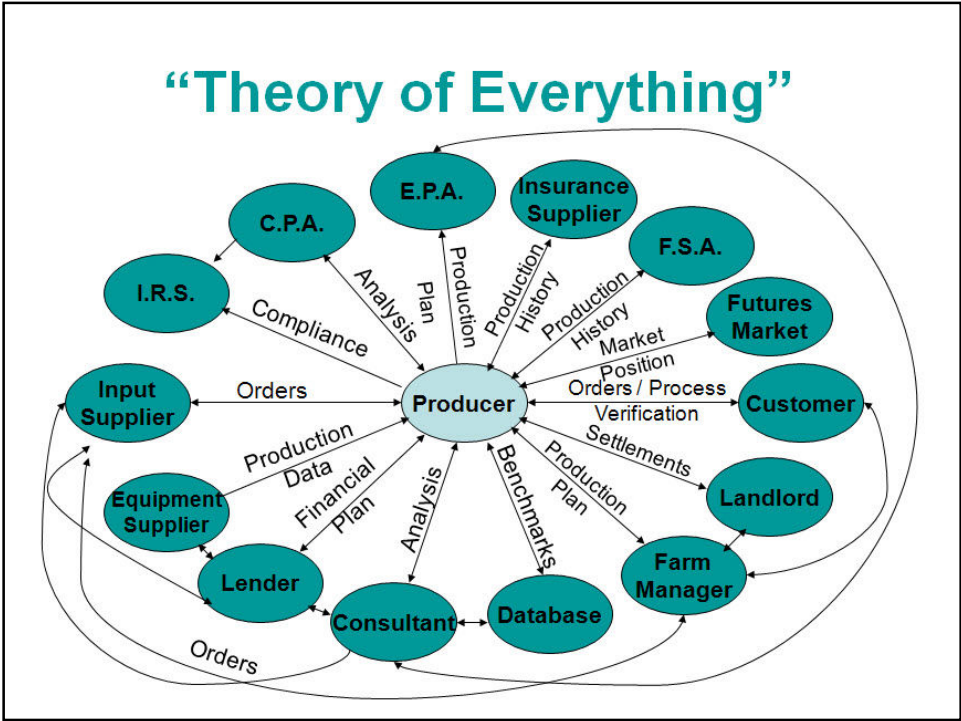 “Theory of Everything”
E.P.A.
Insurance
Supplier
C.P.A.
F.S.A.
I.R.S.
Futures
Market
Compliance
Analysis
Production
Plan
Production
History
Production
History
Market
Position
Input
Supplier
Orders
Producer
Orders / Process
Verification
Customer
Production
Data
Financial
Plan
Analysis
Benchmarks
Production
Plan
Settlements
Landlord
Equipment
Supplier
Lender
Consultant
Database
Farm
Manager
Orders